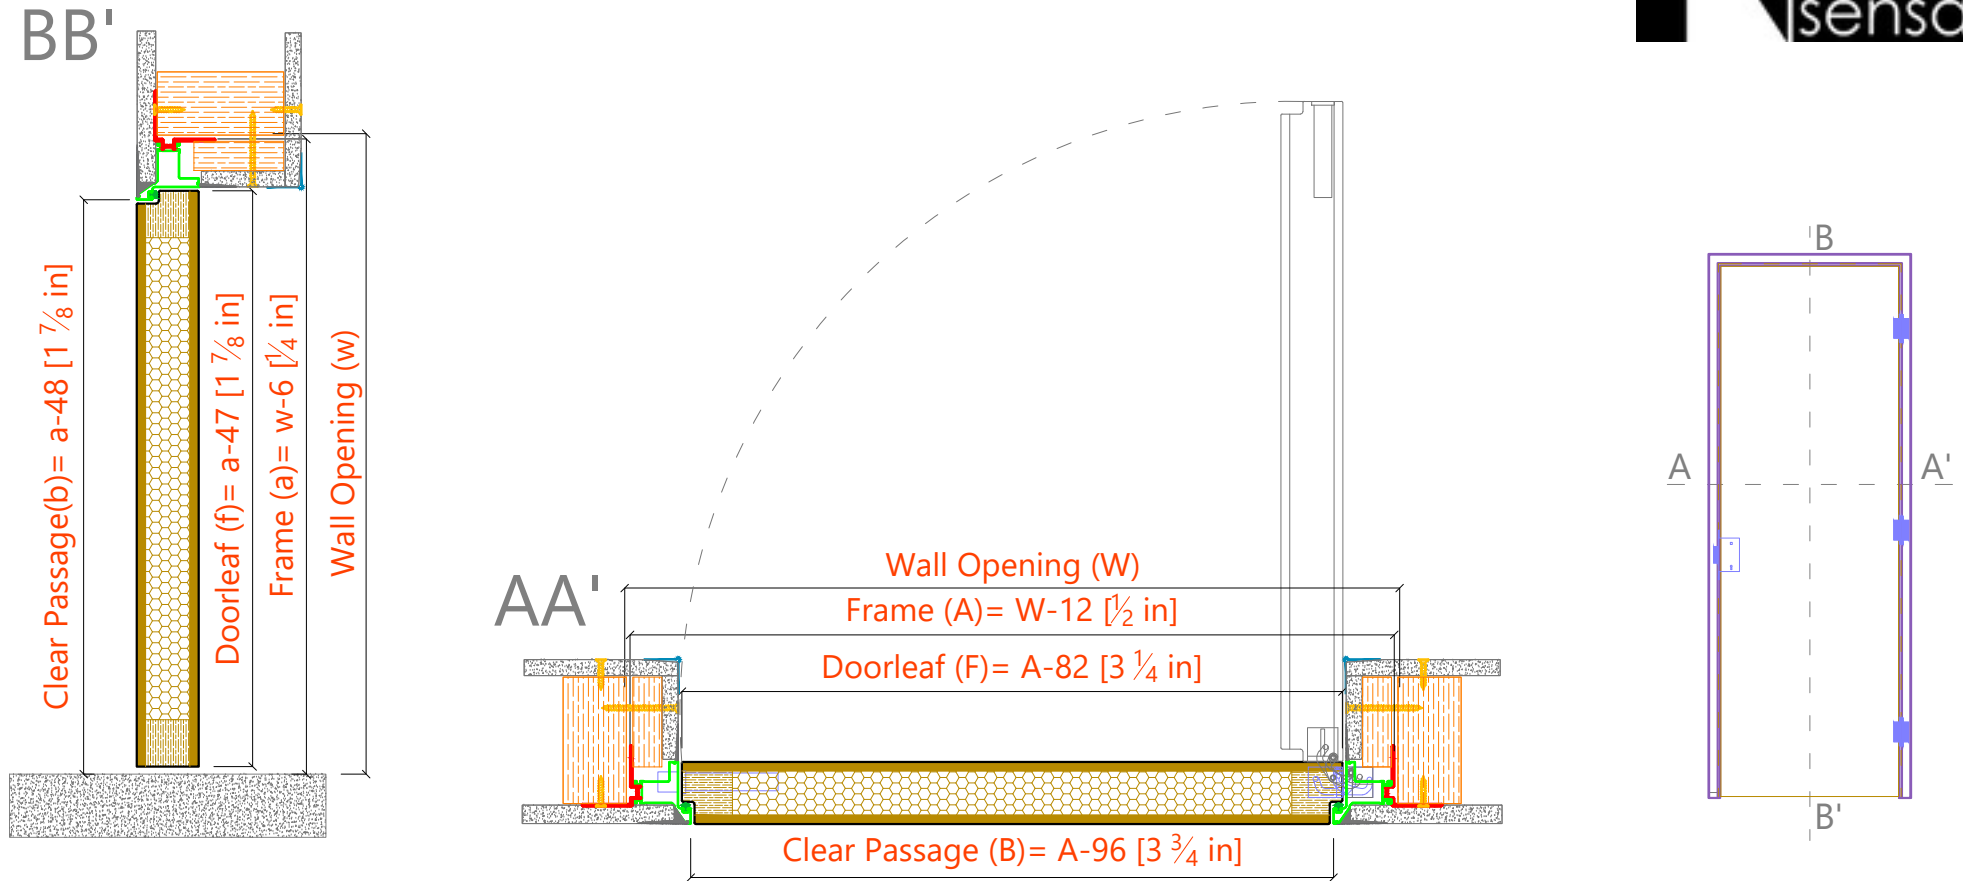 BB'
Clear Passage(b)= a-48 [1 ⅞ in]
Doorleaf (f)= a-47 [1 ⅞ in]
Frame (a)= w-6 [¼ in]
Wall Opening (w)
AA'
Wall Opening (W)
Frame (A)= W-12 [½ in]
Doorleaf (F)= A-82 [3 ¼ in]
Clear Passage (B)= A-96 [3 ¾ in]
B
A
A'
B'